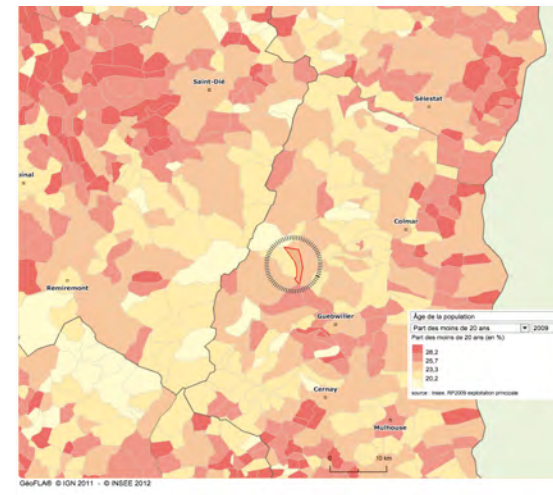 Saint-Dié
Sélestat
inal
Colmar
Remiremont
Guebwiller
Cernay
Mulhouse
0 10 km
Âge de la population
Part des moins de 20 ans 2009
Part des moins de 20 ans (en %)
28,2
25,7
23,3
20,2
source : Insee, RP2009 exploitation principale
GéoFLA® © IGN 2011 - © INSEE 2012